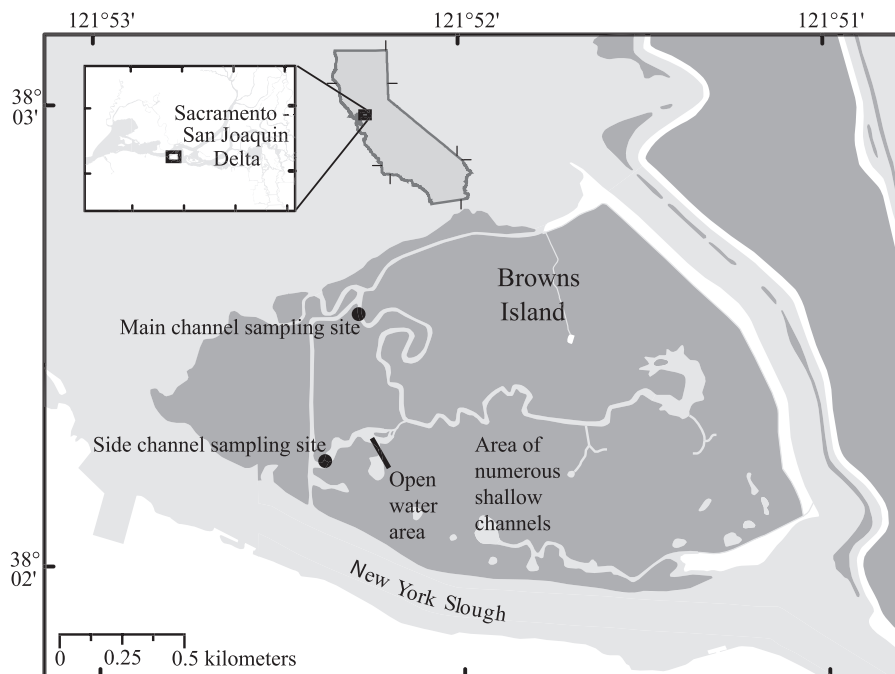 121°53'
121°52'
121°51'
38°
03'
Sacramento -
San Joaquin
Delta
Browns
Island
Main channel sampling site
Side channel sampling site
Area of
numerous
shallow
channels
Open
water
area
38°
02'
New York Slough
0 0.25 0.5 kilometers